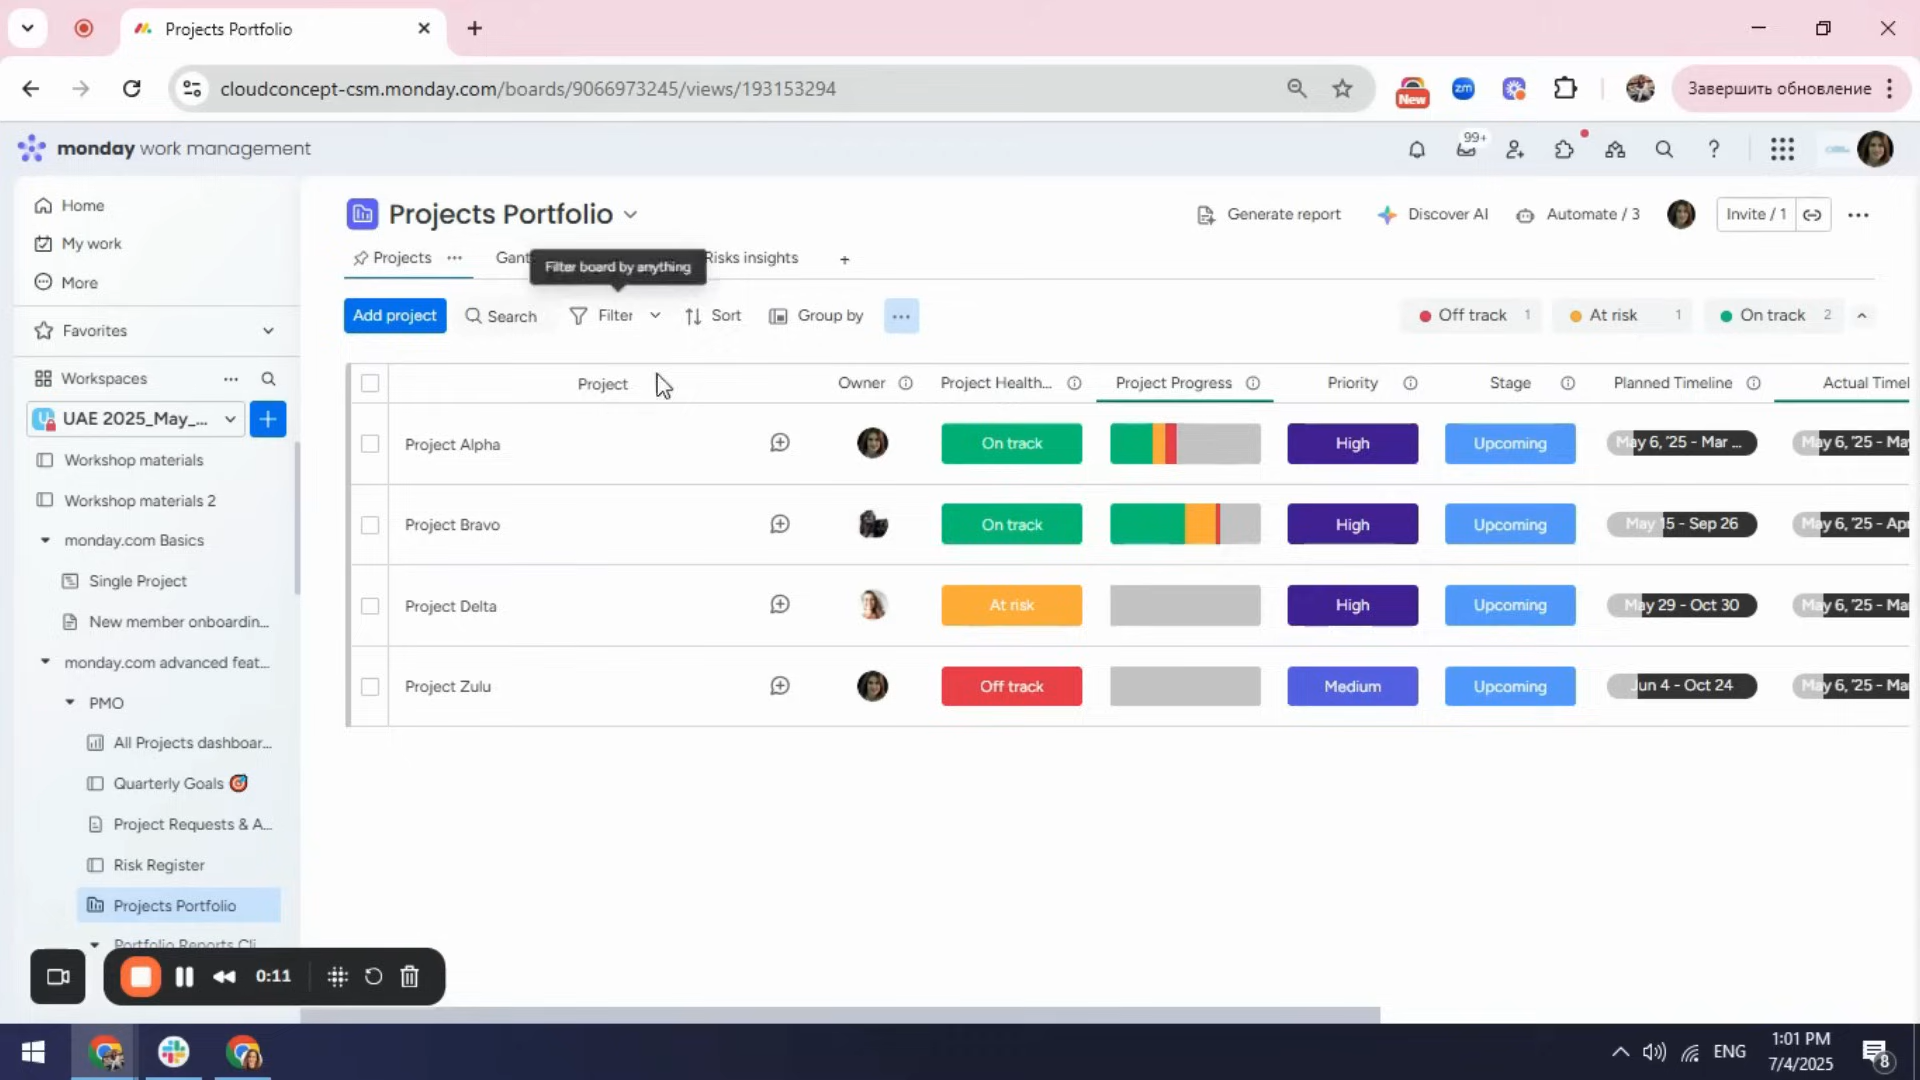 Projects Portfolio
cloudconcept-csm.monday.com/boards/9066973245/views/193153294
New
zm
Завершить обновление
monday work management
99+
Home
My work
More
Favorites
Workspaces
UAE 2025_May_...
Workshop materials
Workshop materials 2
monday.com Basics
Single Project
New member onboardin...
monday.com advanced feat...
PMO
All Projects dashboar...
Quarterly Goals
Project Requests & A...
Risk Register
Projects Portfolio
Portfolio Reports Cli
Projects Portfolio
Generate report
Discover AI
Automate / 3
Invite / 1
Projects
Gant
Filter board by anything
Risks insights
Add project
Search
Filter
Sort
Group by
Off track 1
At risk 1
On track 2
Project Owner Project Health... Project Progress Priority Stage Planned Timeline Actual Timel
Project Alpha On track High Upcoming May 6, '25 - Mar ... May 6, '25 - Ma
Project Bravo On track High Upcoming May 15 - Sep 26 May 6, '25 - Ap
Project Delta At risk High Upcoming May 29 - Oct 30 May 6, '25 - Ma
Project Zulu Off track Medium Upcoming Jun 4 - Oct 24 May 6, '25 - Ma
0:11
ENG
1:01 PM
7/4/2025
8